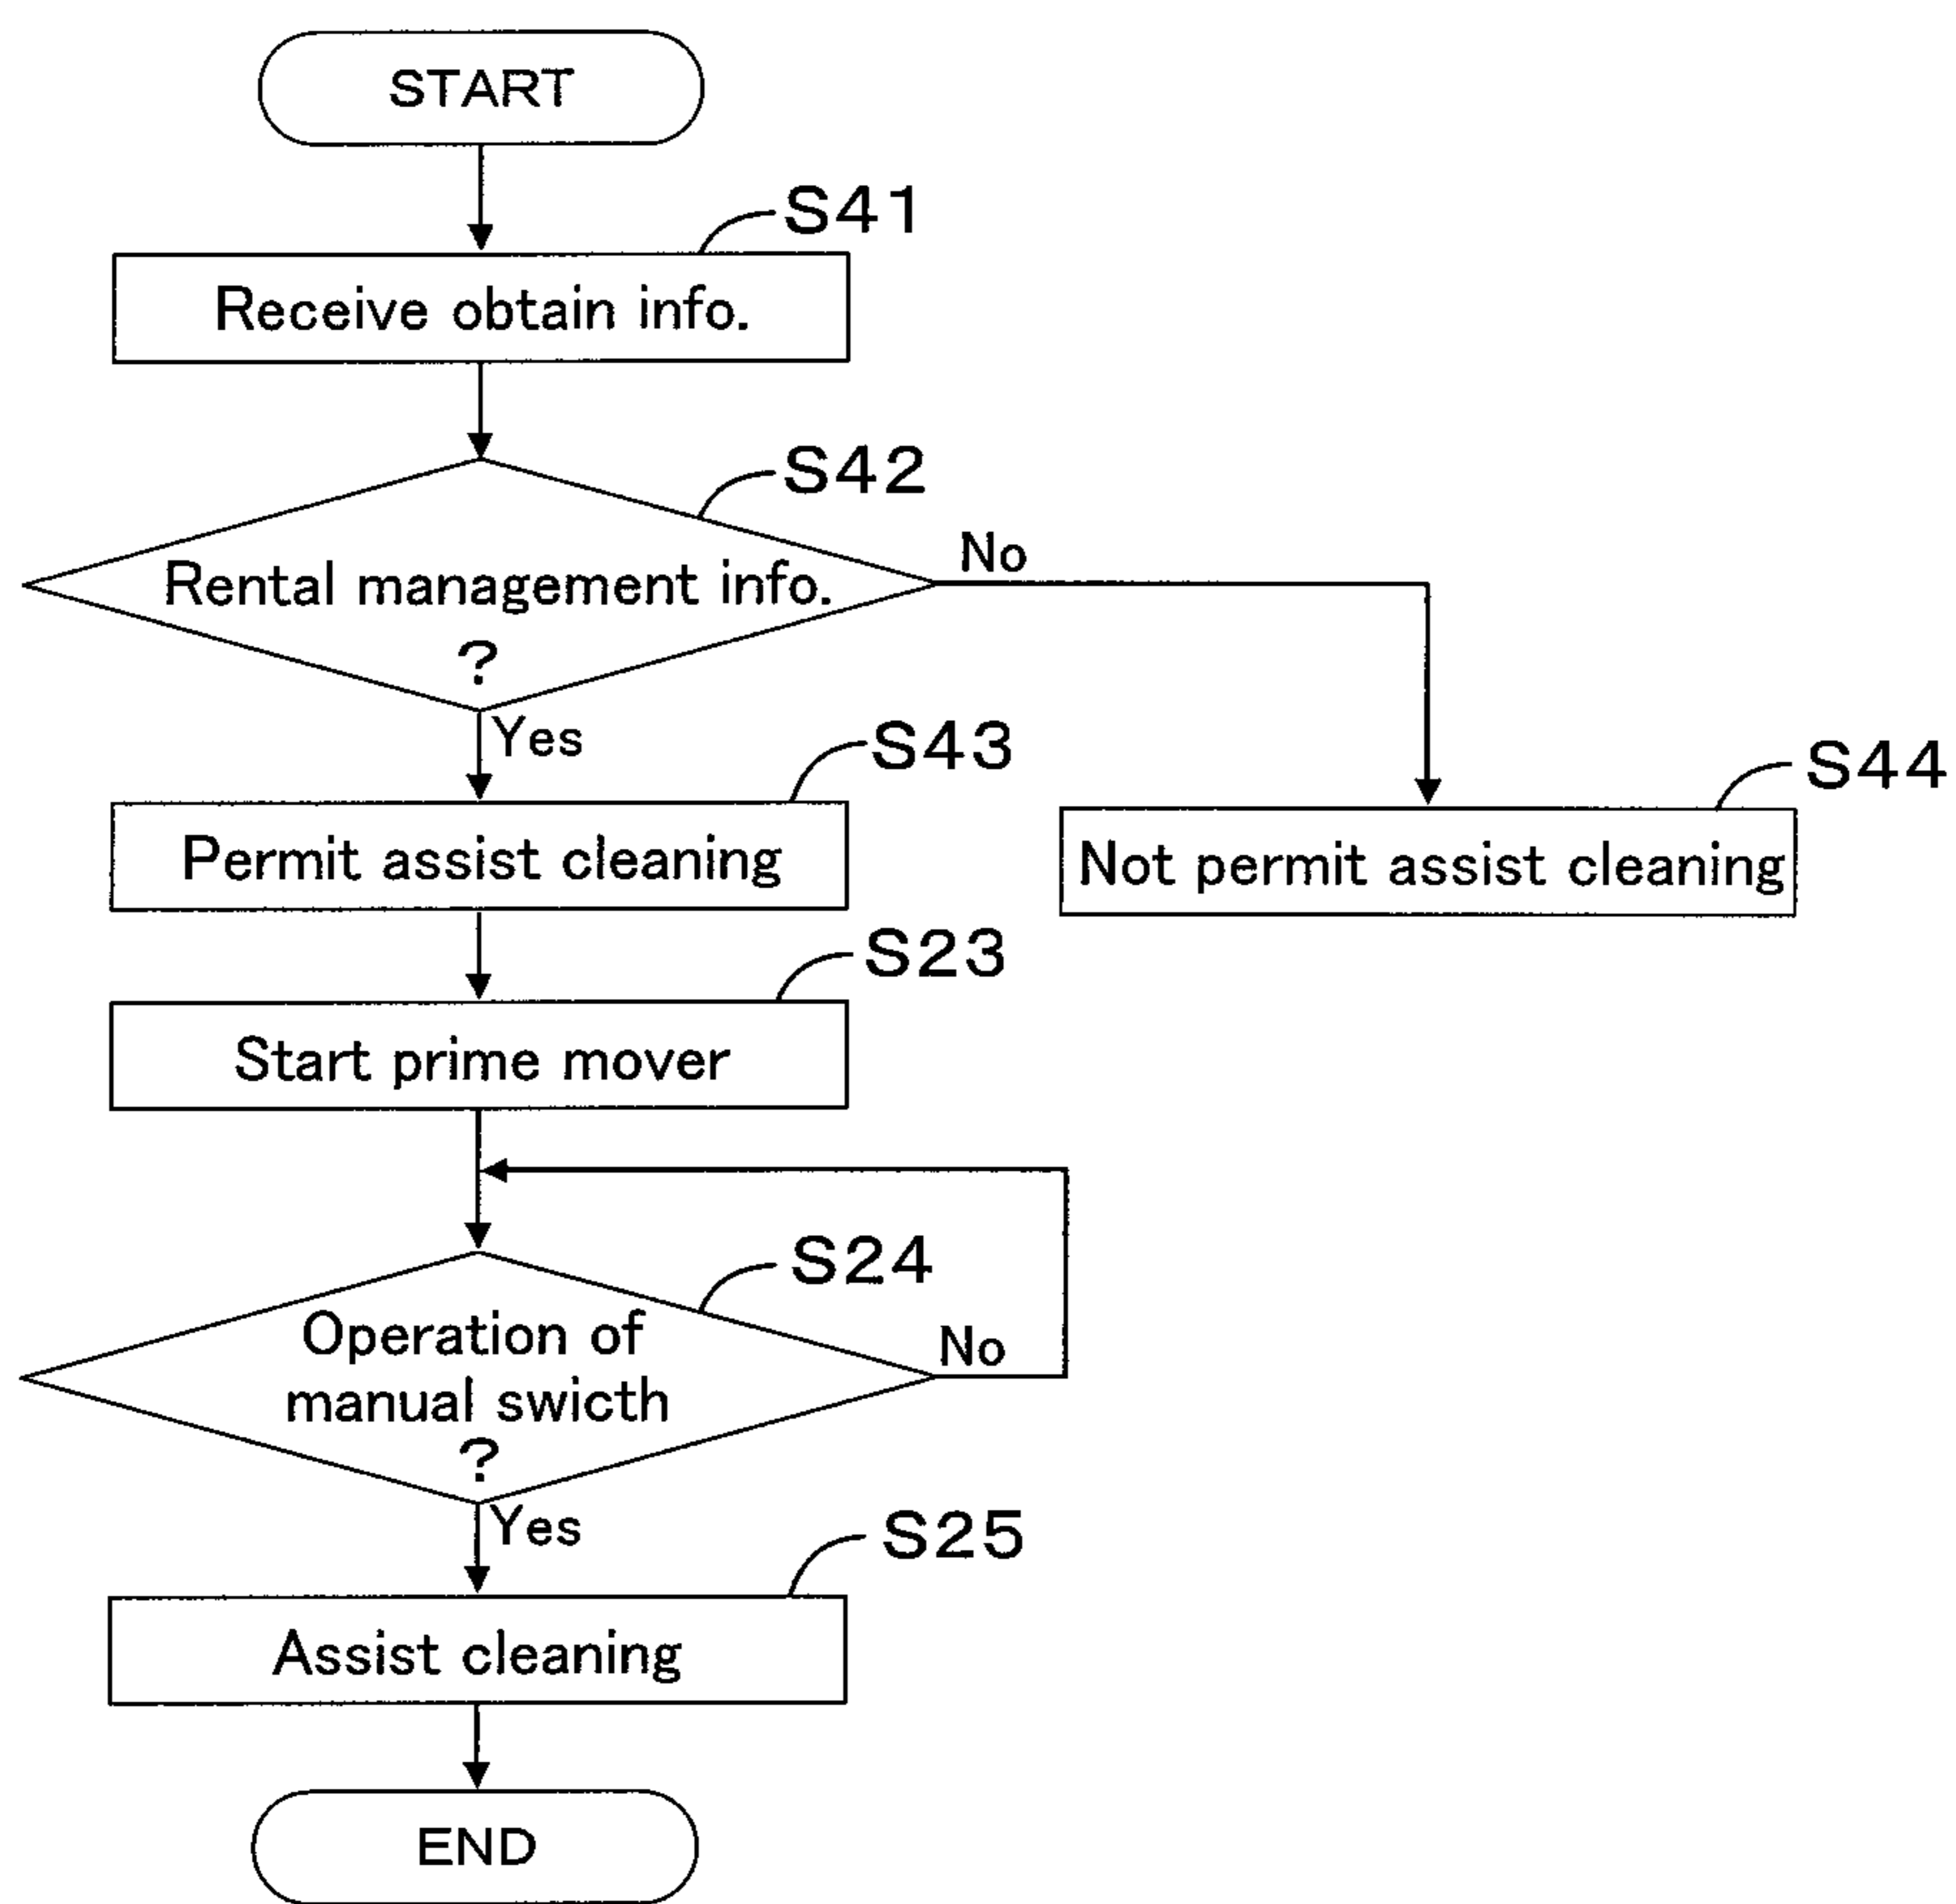 START
S41
Receive obtain info.
S42
Rental management info.
?
No
Yes
S43
Permit assist cleaning
S44
Not permit assist cleaning
S23
Start prime mover
S24
Operation of
manual swicth
?
No
Yes
S25
Assist cleaning
END